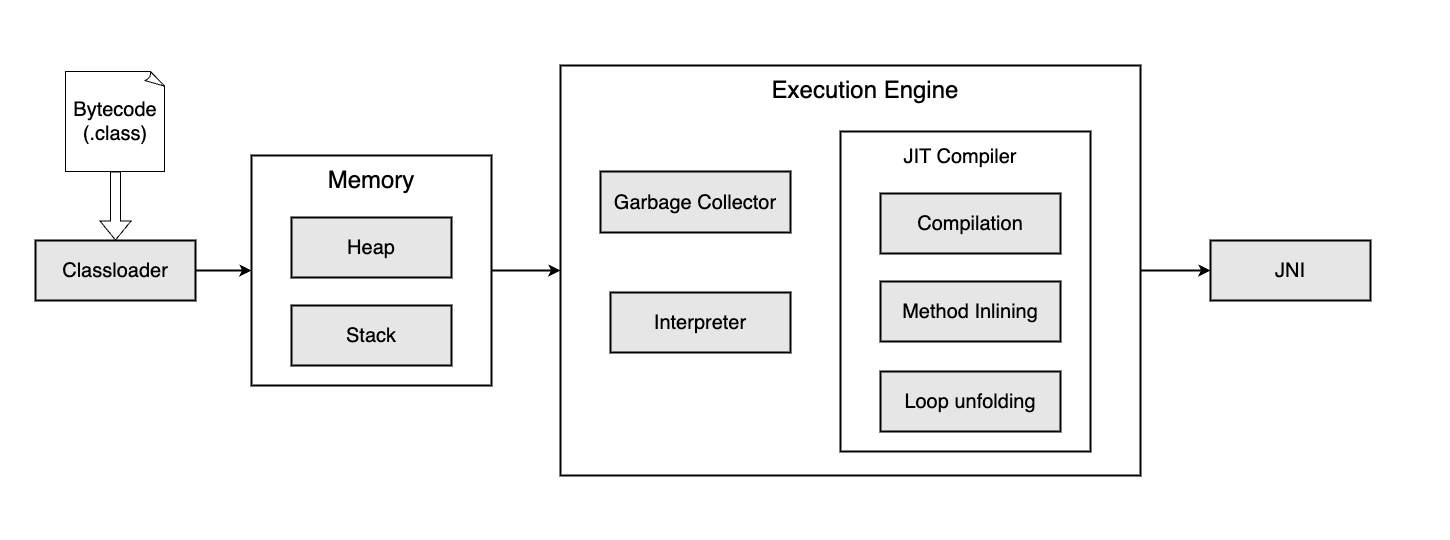 Bytecode
(.class)
Classloader
Memory
Heap
Stack
Execution Engine
Garbage Collector
Interpreter
JIT Compiler
Compilation
Method Inlining
Loop unfolding
JNI